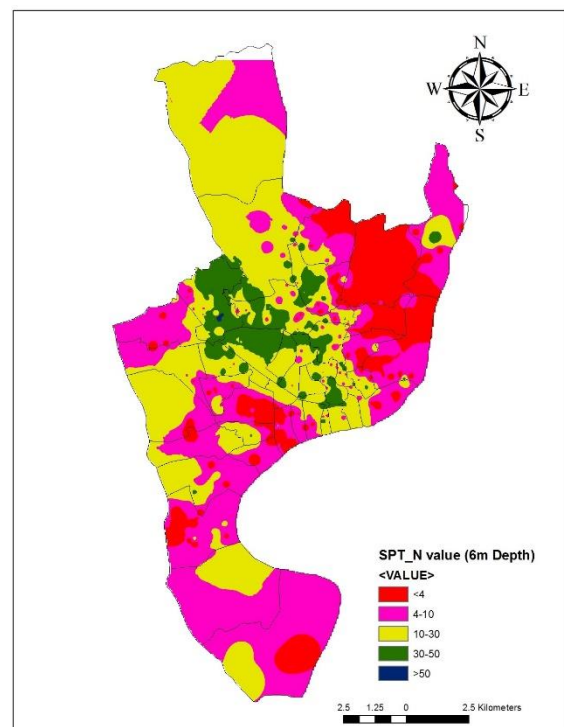 N
W E
S
SPT_N value (6m Depth)
<VALUE>
<4
4-10
10-30
30-50
>50
2.5 1.25 0 2.5 Kilometers